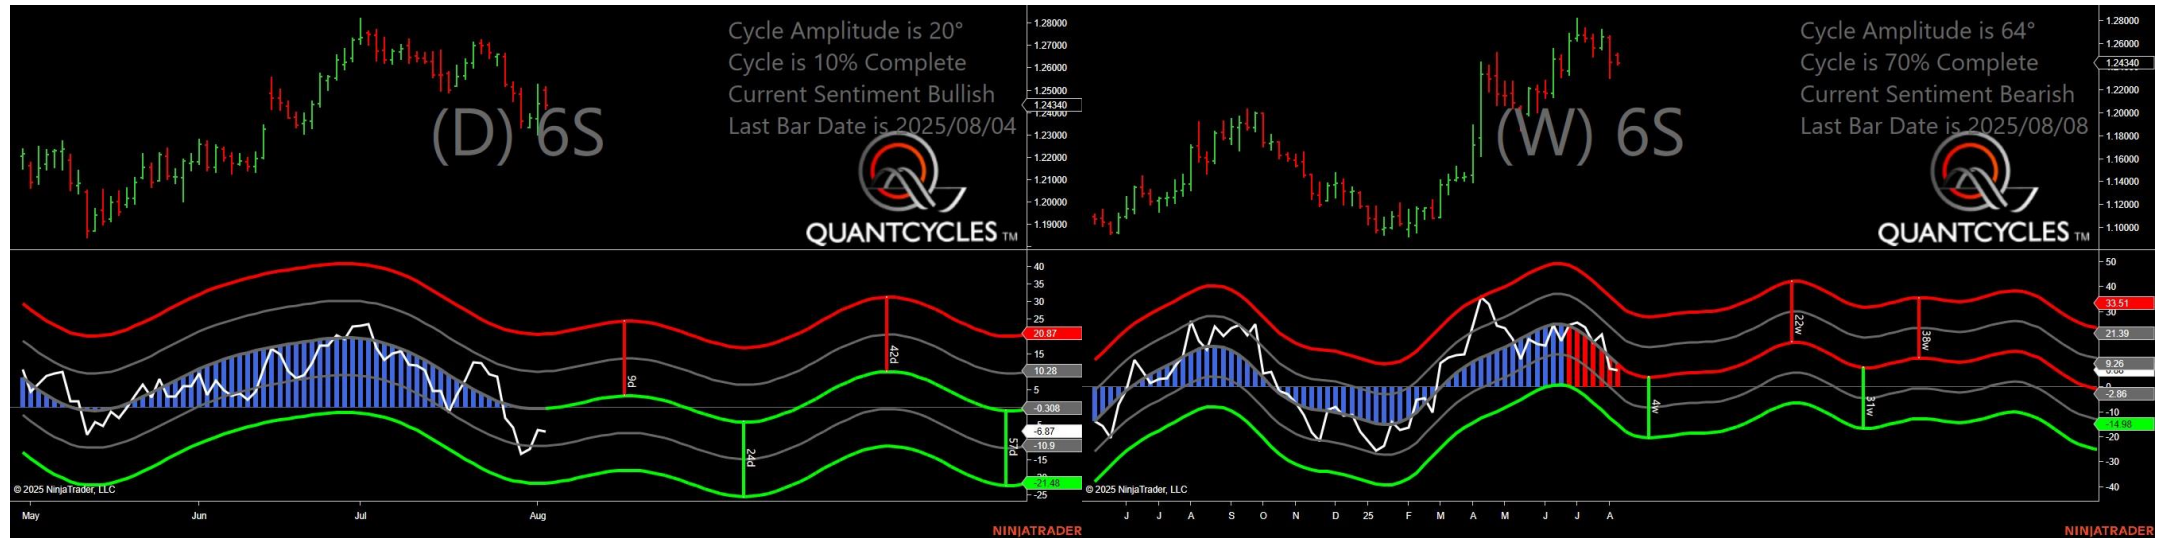 Cycle Amplitude is 20°
Cycle is 10% Complete
Current Sentiment Bullish
Last Bar Date is 2025/08/04
(D) 6S
QUANTCYCLES TM
1.28000
1.27000
1.26000
1.25000
1.24340
1.24000
1.23000
1.22000
1.21000
1.20000
1.19000
40
35
30
25
20.87
15
10.28
5
-0.308
-6.87
-10.9
-15
-21.48
-25
9d
24d
42d
57d
© 2025 NinjaTrader, LLC
May
Jun
Jul
Aug
NINJATRADER
Cycle Amplitude is 64°
Cycle is 70% Complete
Current Sentiment Bearish
Last Bar Date is 2025/08/08
(W) 6S
QUANTCYCLES TM
1.28000
1.26000
1.24340
1.22000
1.20000
1.18000
1.16000
1.14000
1.12000
1.10000
50
40
33.51
30
21.39
9.26
0
-2.86
-10
-14.98
-20
-30
-40
4w
22w
31w
38w
© 2025 NinjaTrader, LLC
J
J
A
S
O
N
D
25
F
M
A
M
J
J
A
NINJATRADER